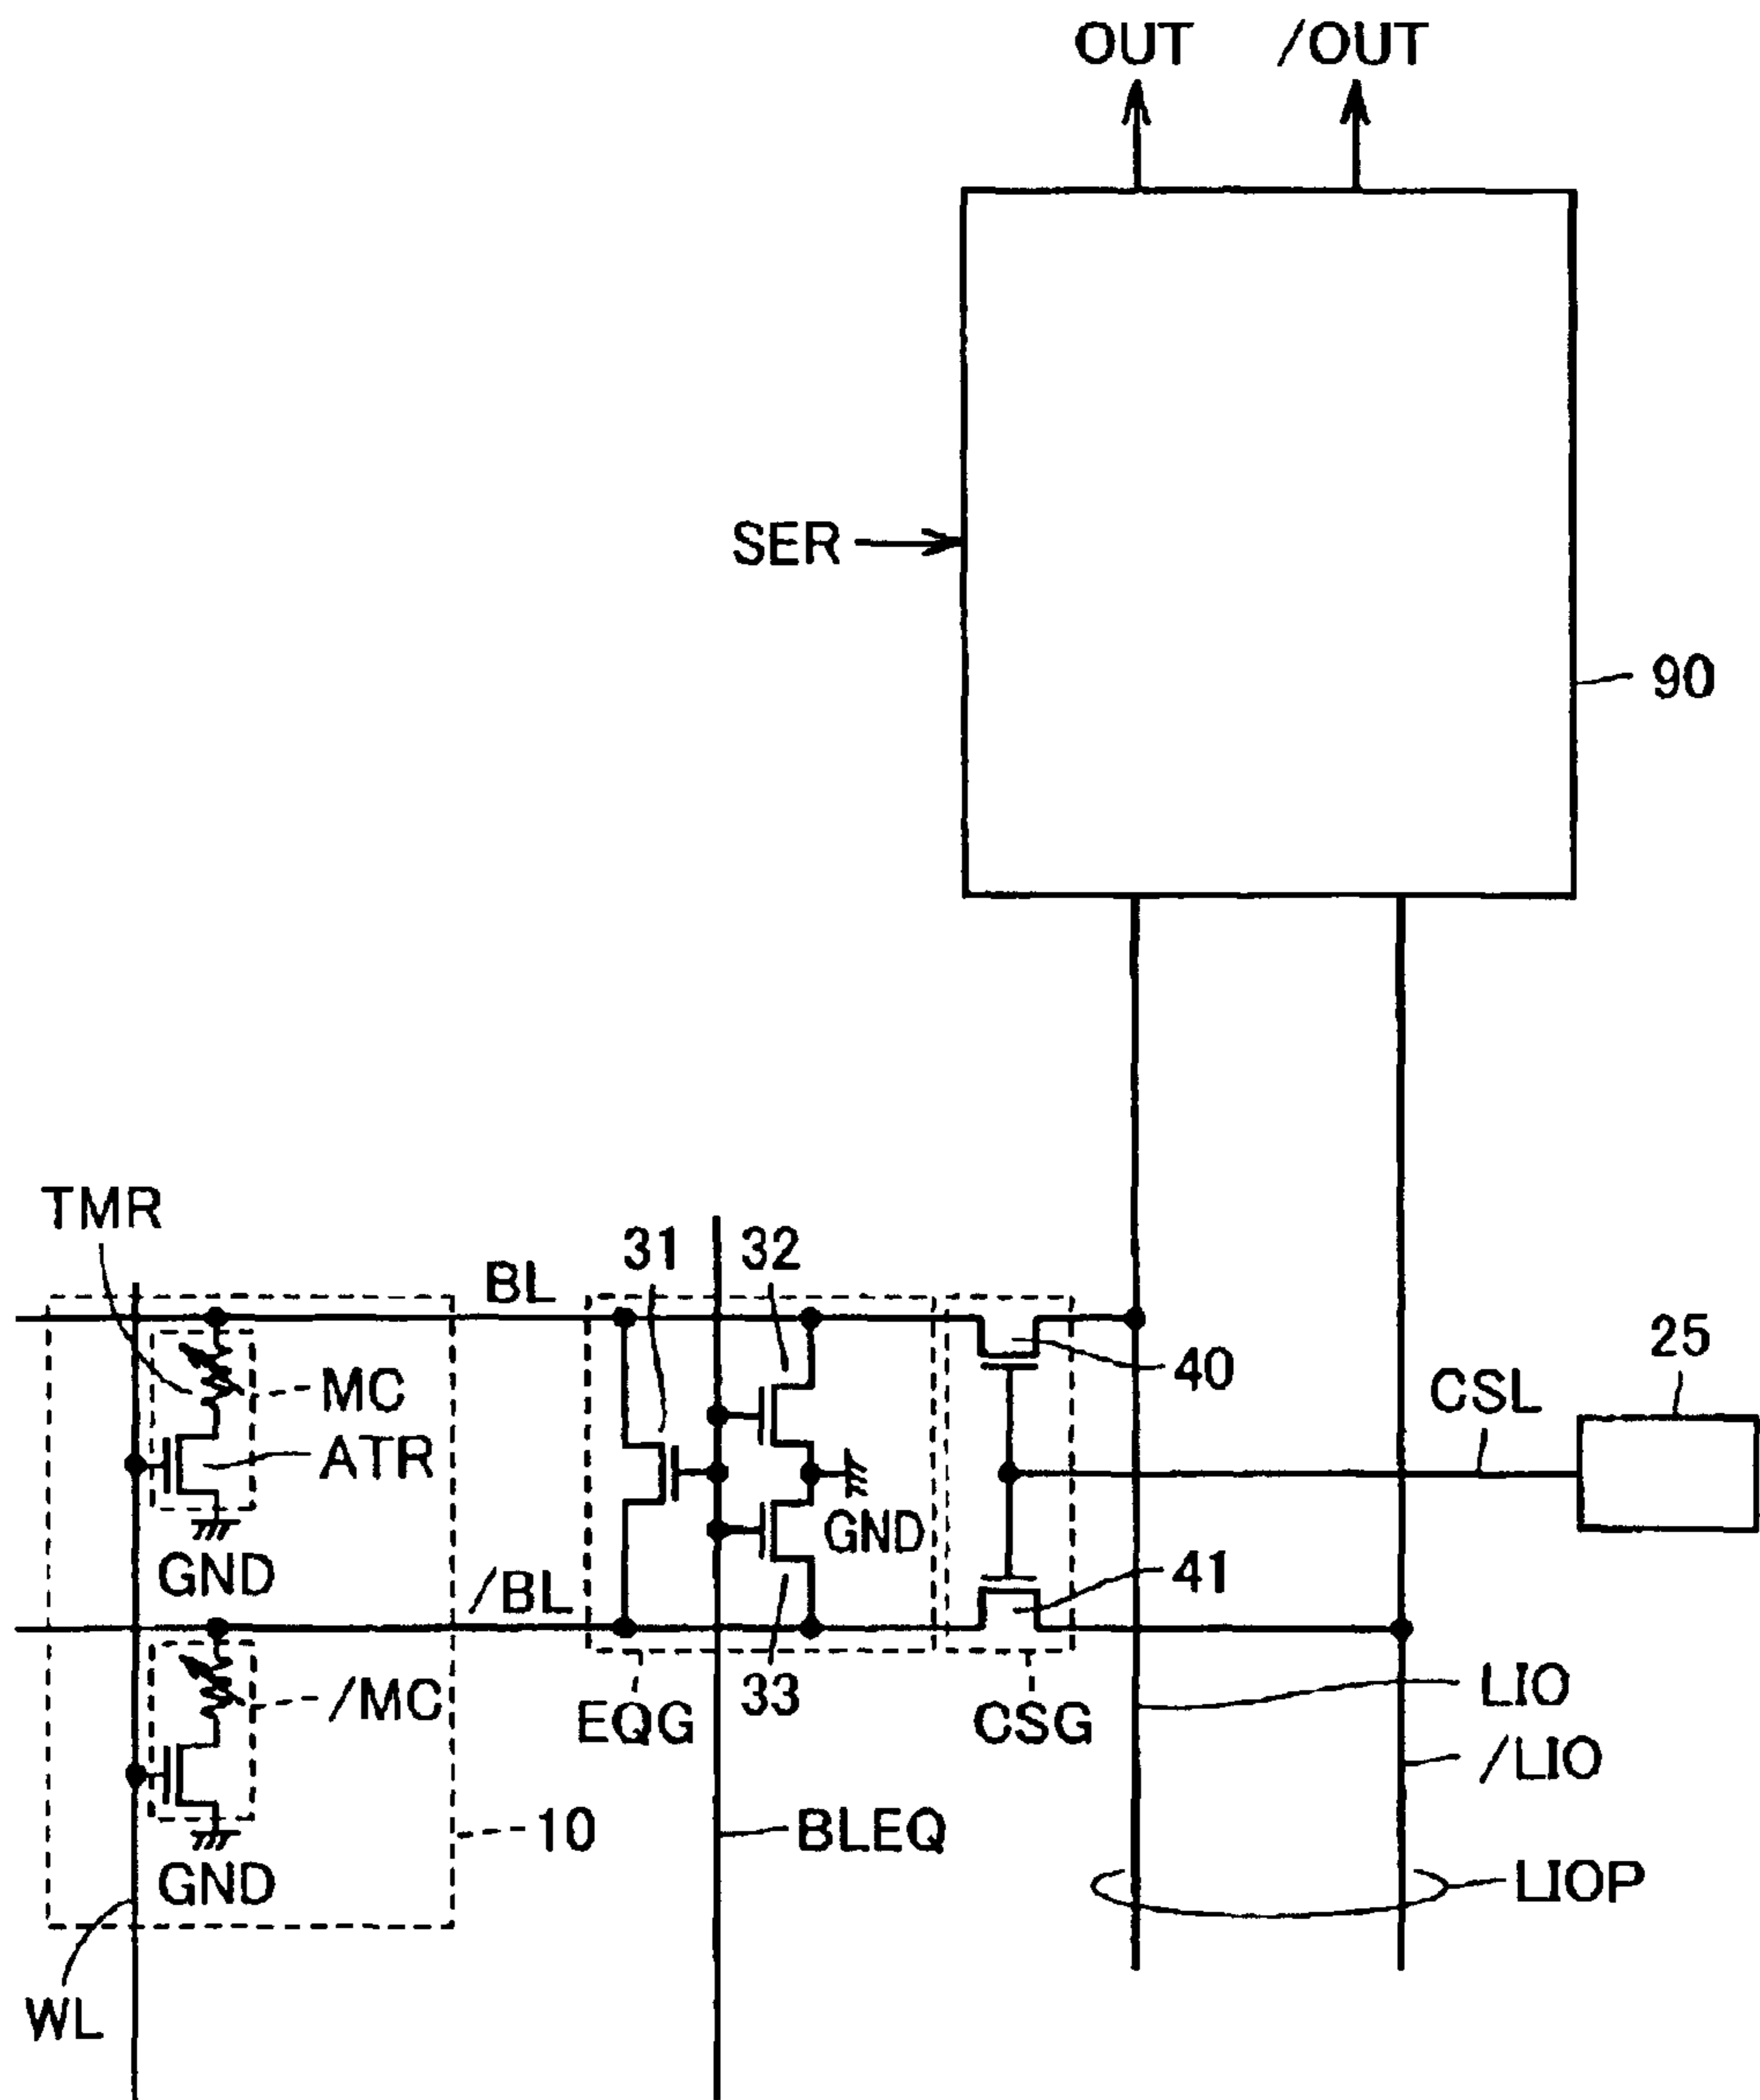 OUT /OUT
SER
90
TMR
31 32
BL
25
MC
40
CSL
ATR
GND
GND
/BL
41
/MC
EQG
33
CSG
LIO
/LIO
10
BLEQ
GND
LIOP
WL